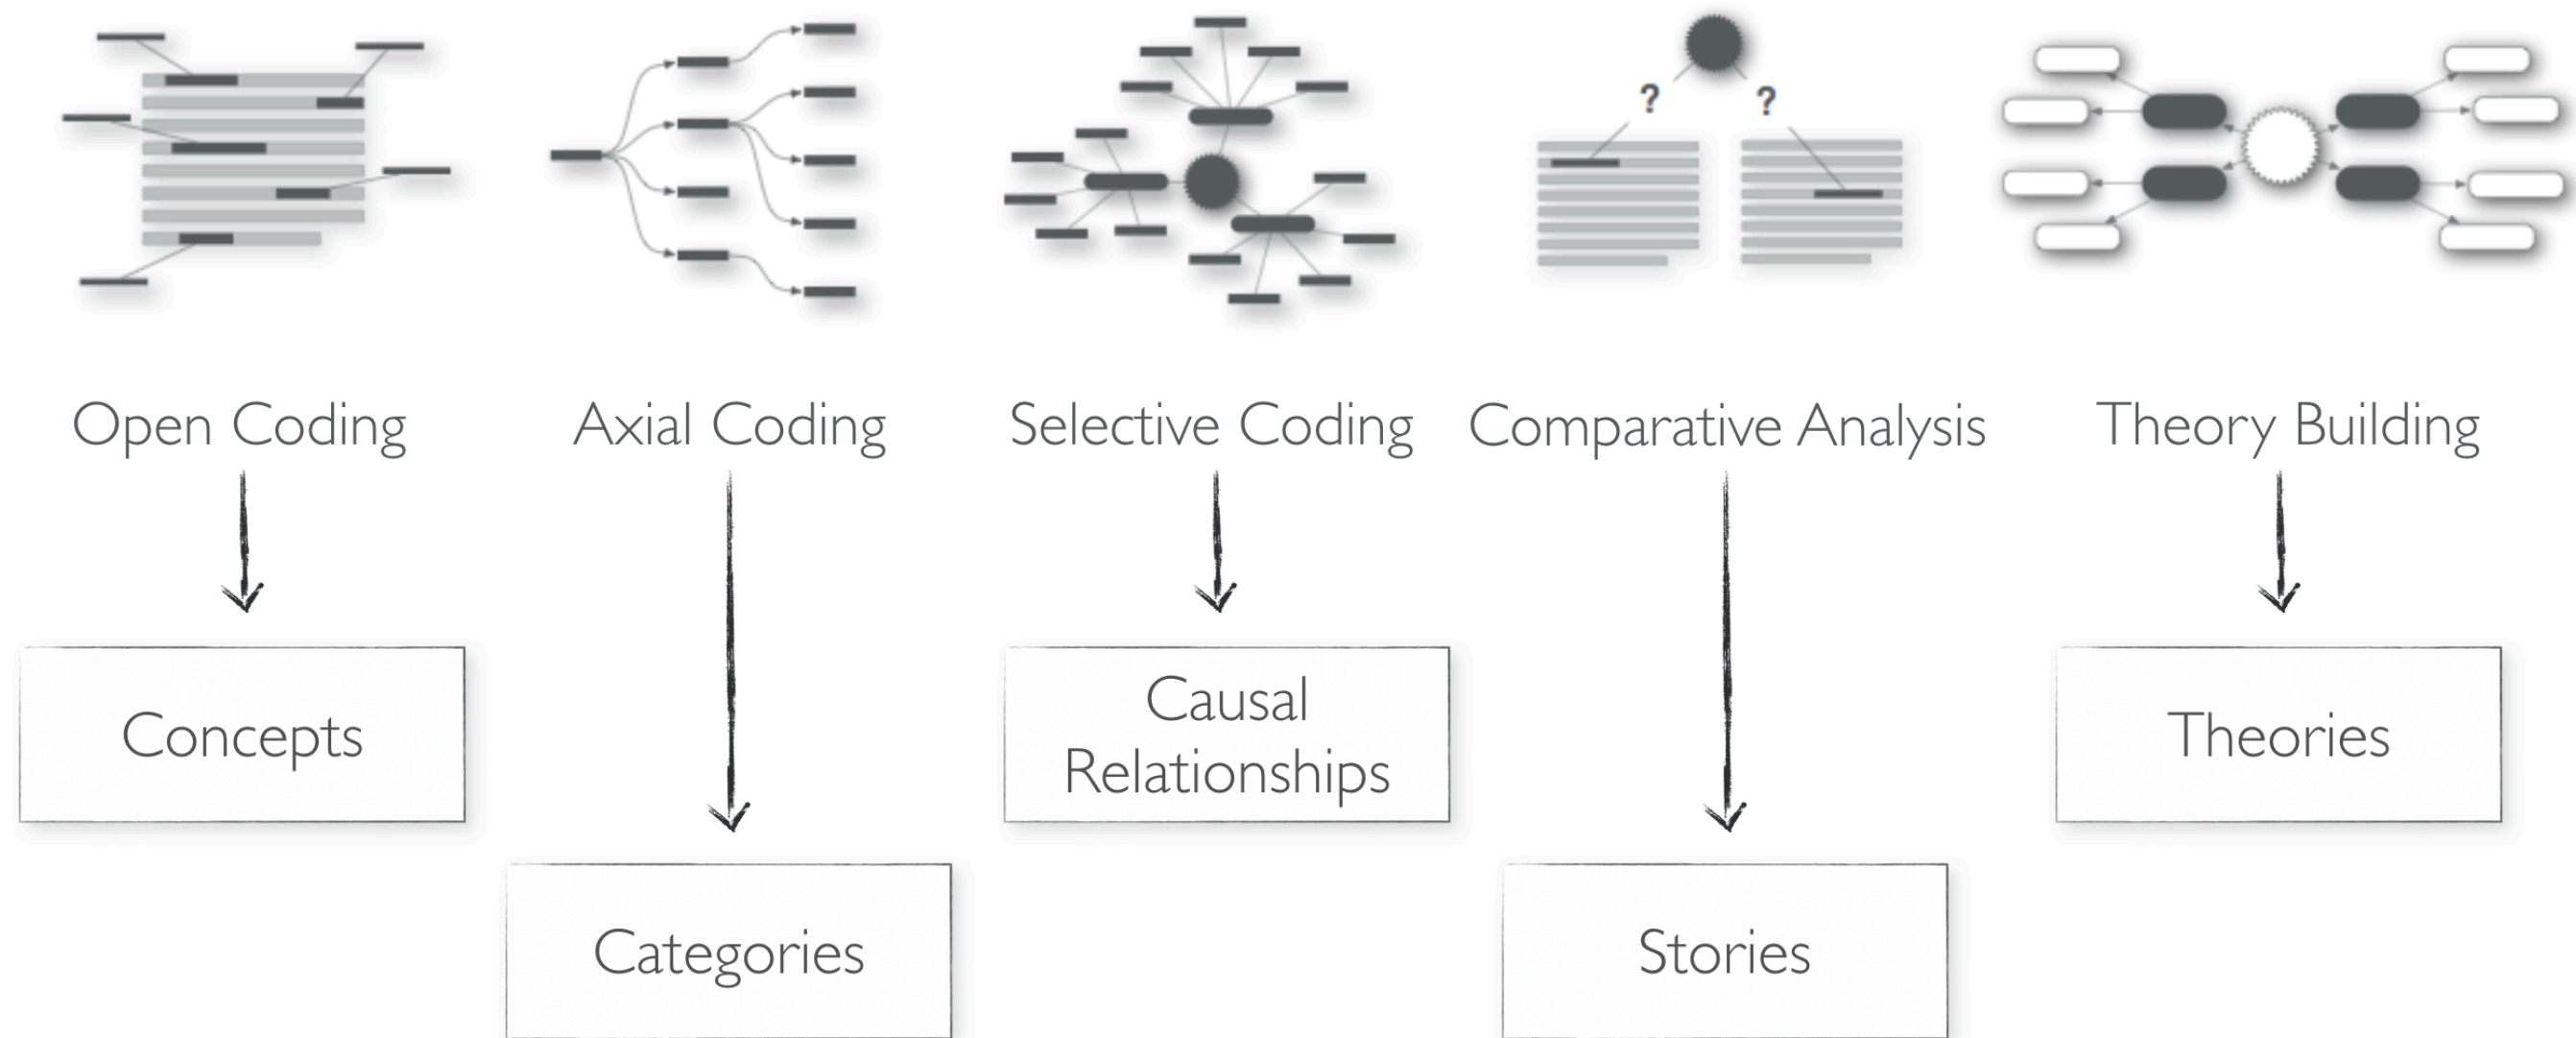 ?
?
Open Coding
Axial Coding
Selective Coding
Comparative Analysis
Theory Building
Concepts
Causal
Relationships
Theories
Categories
Stories